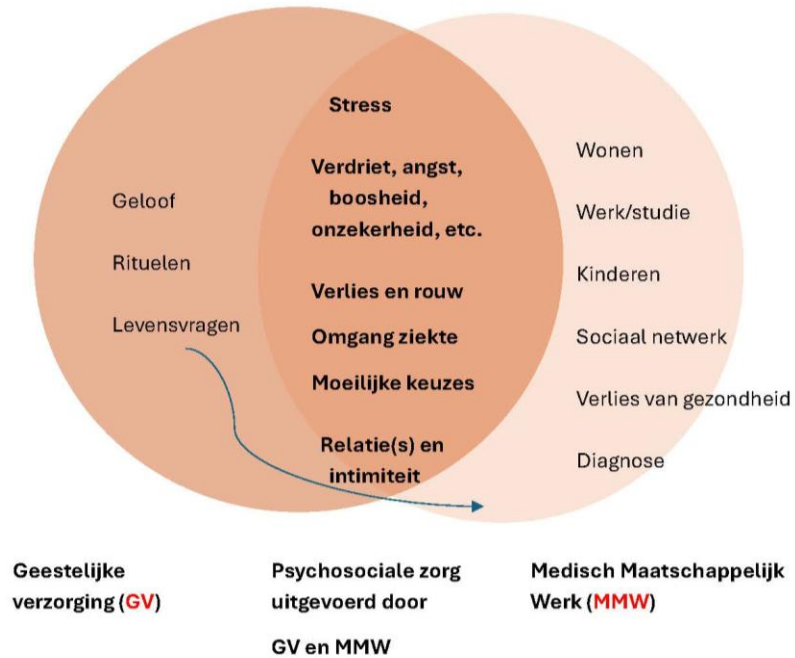 Geloof
Rituelen
Levensvragen
Stress
Verdriet, angst,
boosheid,
onzekerheid, etc.
Verlies en rouw
Omgang ziekte
Moeilijke keuzes
Relatie(s) en
intimiteit
Wonen
Werk/studie
Kinderen
Sociaal netwerk
Verlies van gezondheid
Diagnose
Geestelijke
verzorging (GV)
Psychosociale zorg
uitgevoerd door
GV en MMW
Medisch Maatschappelijk
Werk (MMW)